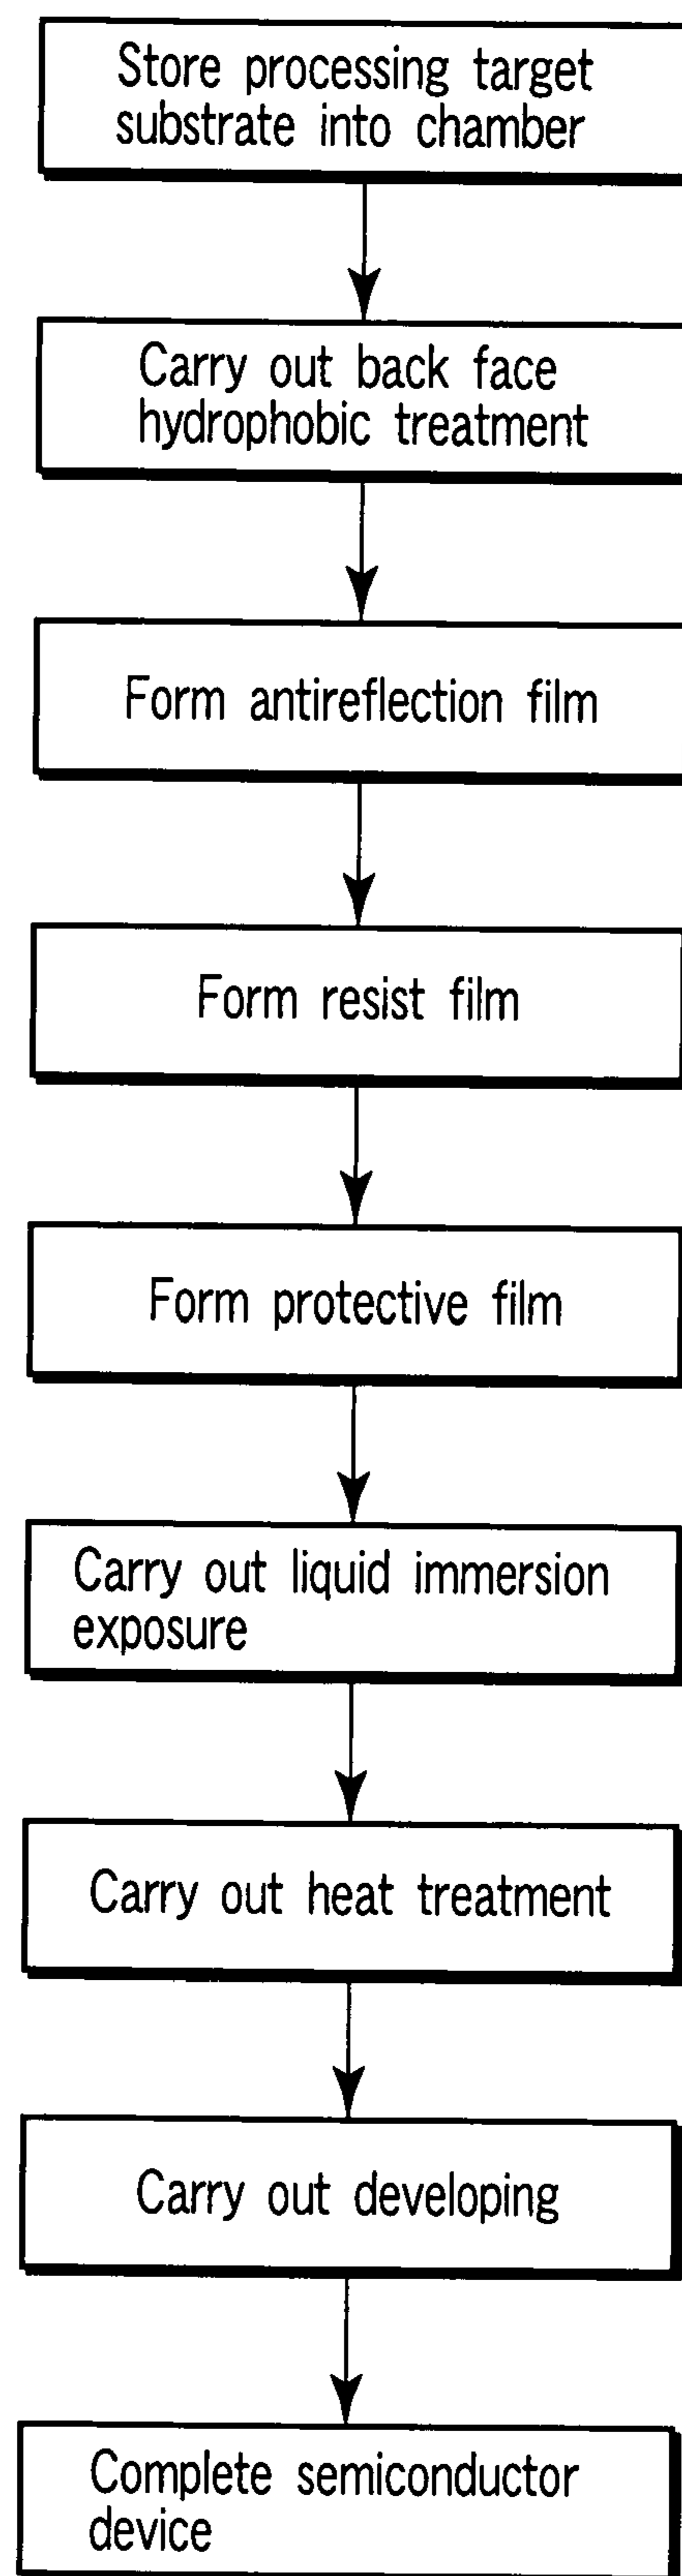 Store processing target
substrate into chamber
Carry out back face
hydrophobic treatment
Form antireflection film
Form resist film
Form protective film
Carry out liquid immersion
exposure
Carry out heat treatment
Carry out developing
Complete semiconductor
device